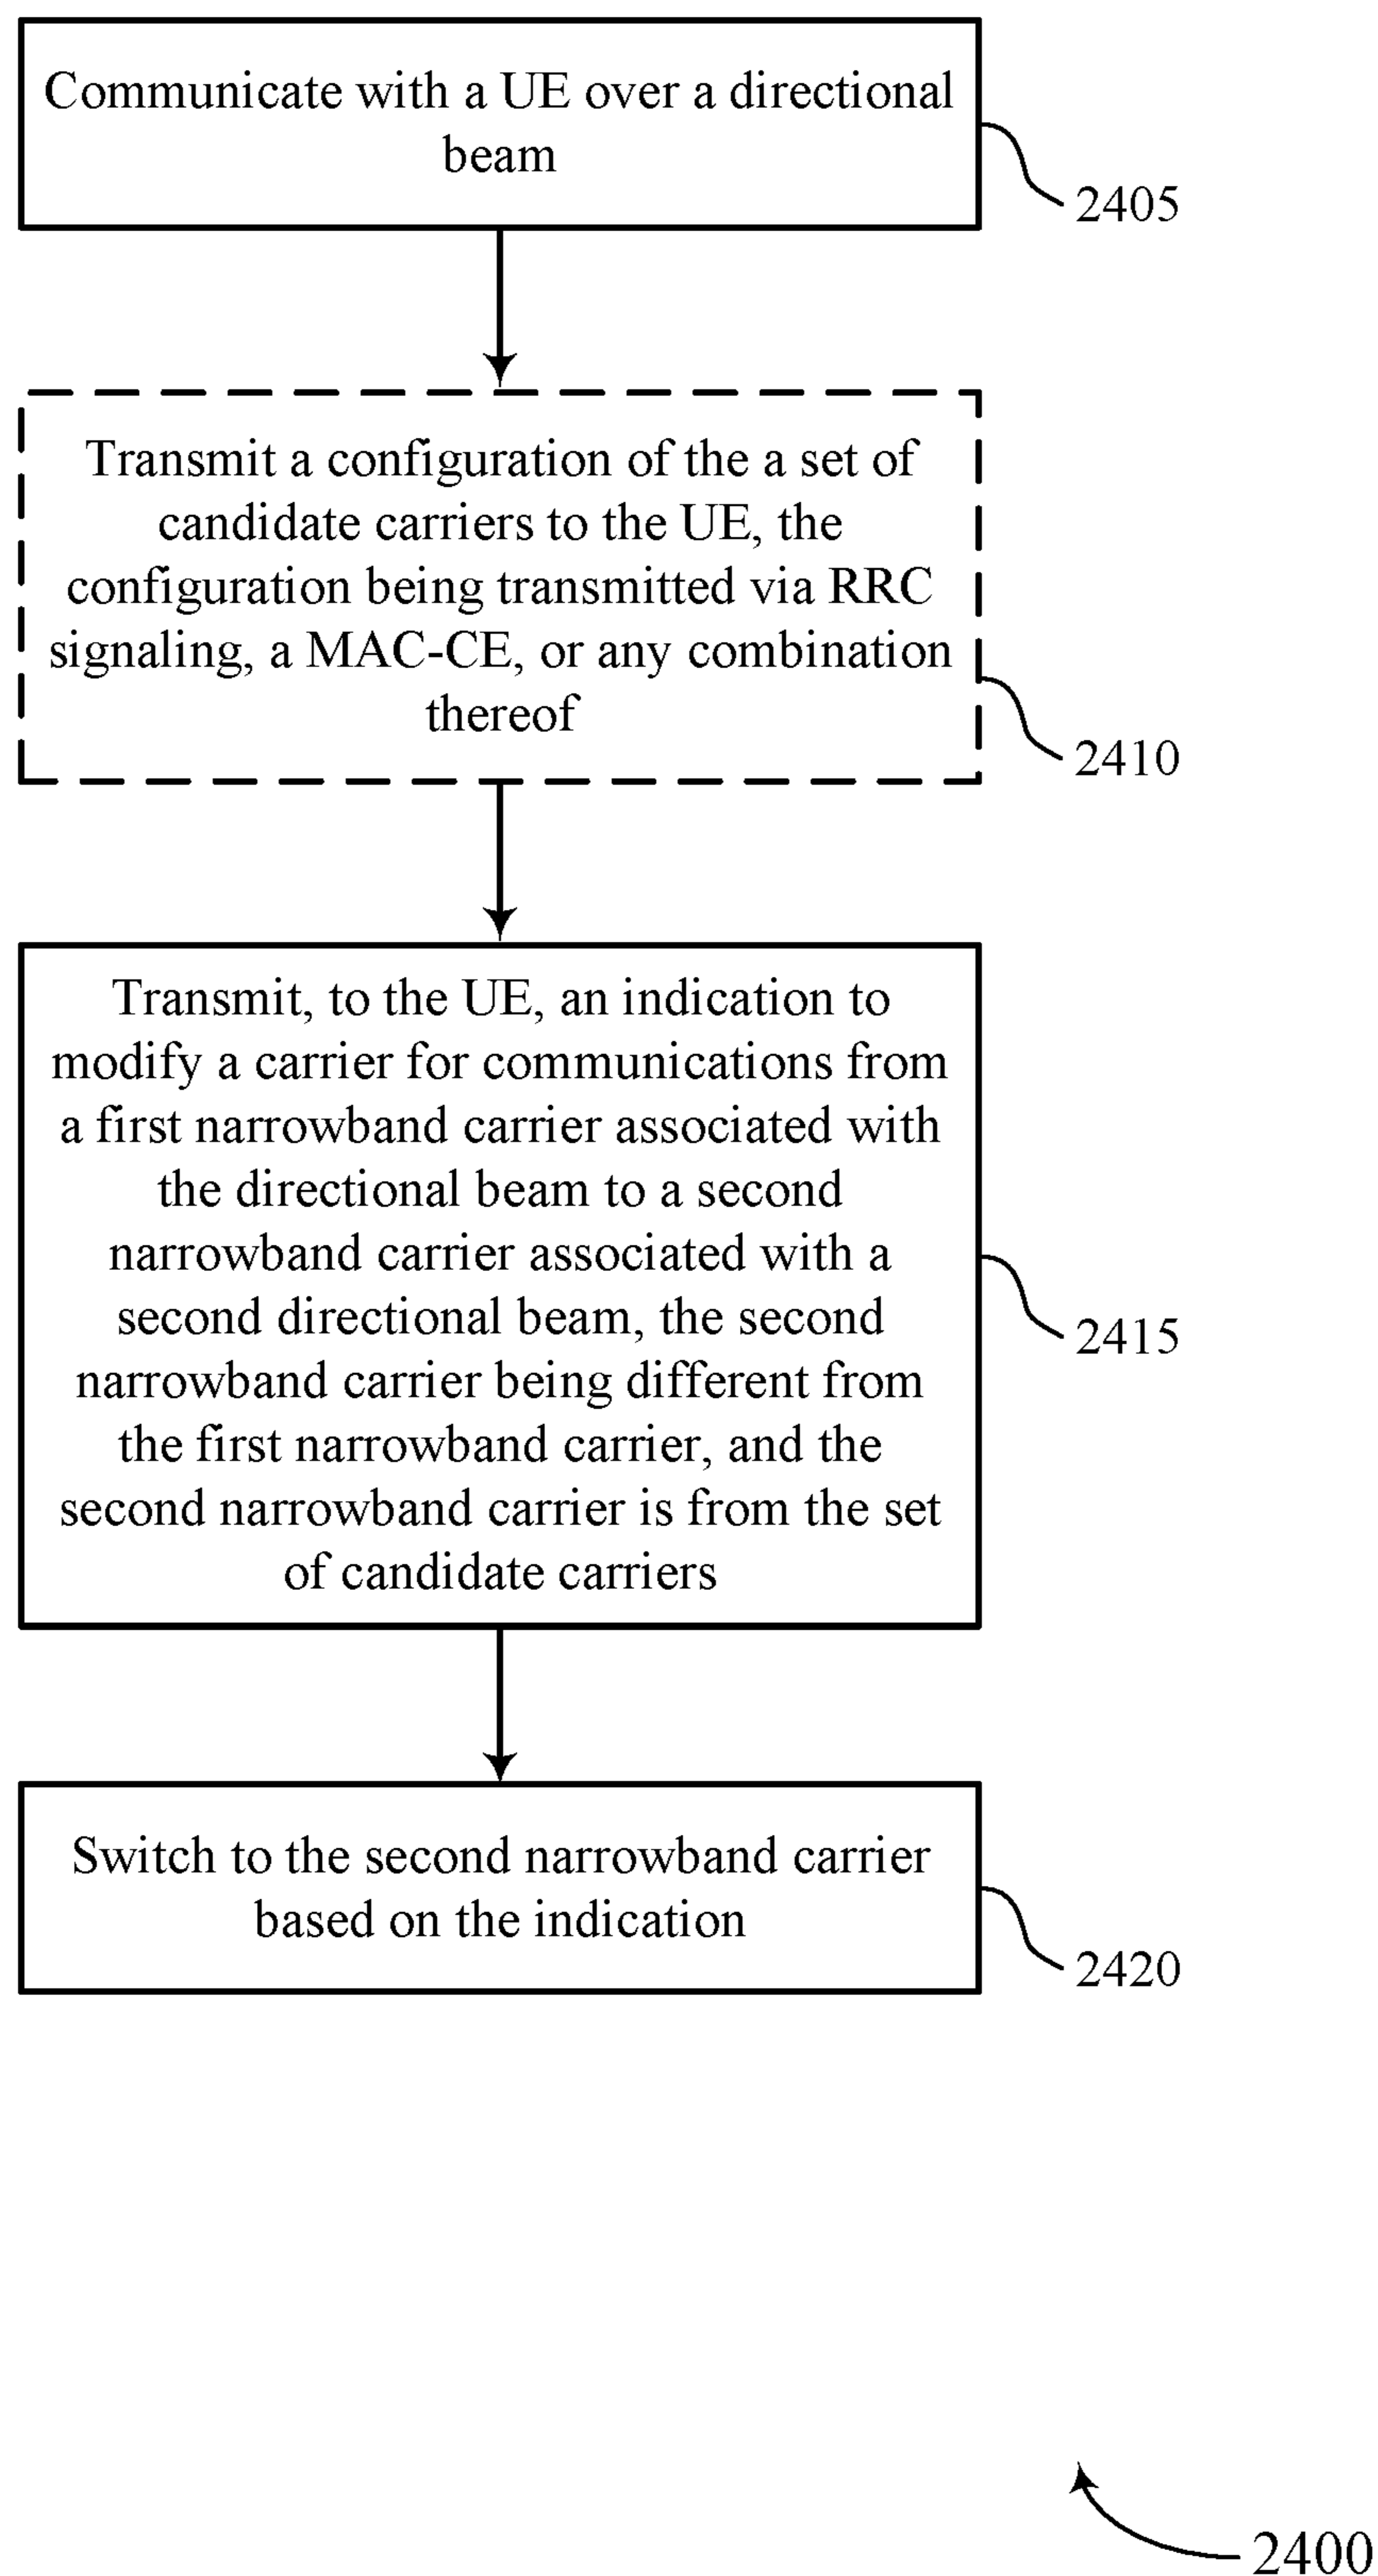 Communicate with a UE over a directional
beam
2405
Transmit a configuration of the a set of
candidate carriers to the UE, the
configuration being transmitted via RRC
signaling, a MAC-CE, or any combination
thereof
2410
Transmit, to the UE, an indication to
modify a carrier for communications from
a first narrowband carrier associated with
the directional beam to a second
narrowband carrier associated with a
second directional beam, the second
narrowband carrier being different from
the first narrowband carrier, and the
second narrowband carrier is from the set
of candidate carriers
2415
Switch to the second narrowband carrier
based on the indication
2420
2400